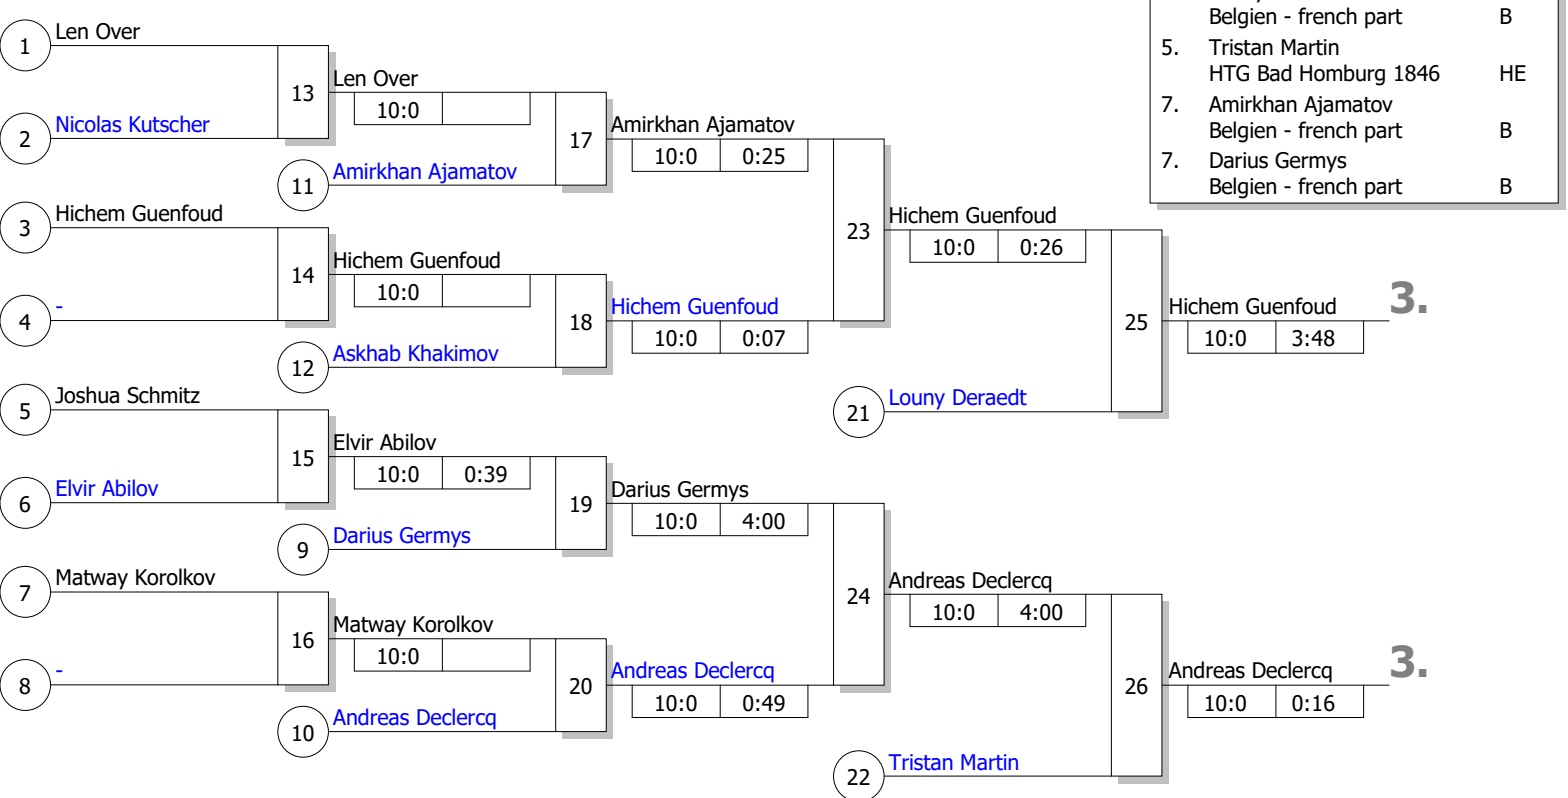 Belgien - french part B
5. Tristan Martin
HTG Bad Homburg 1846 HE
7. Amirkhan Ajamatov
Belgien - french part B
7. Darius Germys
Belgien - french part B
1 Len Over
2 Nicolas Kutscher
13 Len Over
10:0
11 Amirkhan Ajamatov
17 Amirkhan Ajamatov
10:0 0:25
3 Hichem Guenfoud
4 -
14 Hichem Guenfoud
10:0
12 Askhab Khakimov
18 Hichem Guenfoud
10:0 0:07
23 Hichem Guenfoud
10:0 0:26
21 Louny Deraedt
25 Hichem Guenfoud 3.
10:0 3:48
5 Joshua Schmitz
6 Elvir Abilov
15 Elvir Abilov
10:0 0:39
9 Darius Germys
19 Darius Germys
10:0 4:00
7 Matway Korolkov
8 -
16 Matway Korolkov
10:0
10 Andreas Declercq
20 Andreas Declercq
10:0 0:49
24 Andreas Declercq
10:0 4:00
22 Tristan Martin
26 Andreas Declercq 3.
10:0 0:16